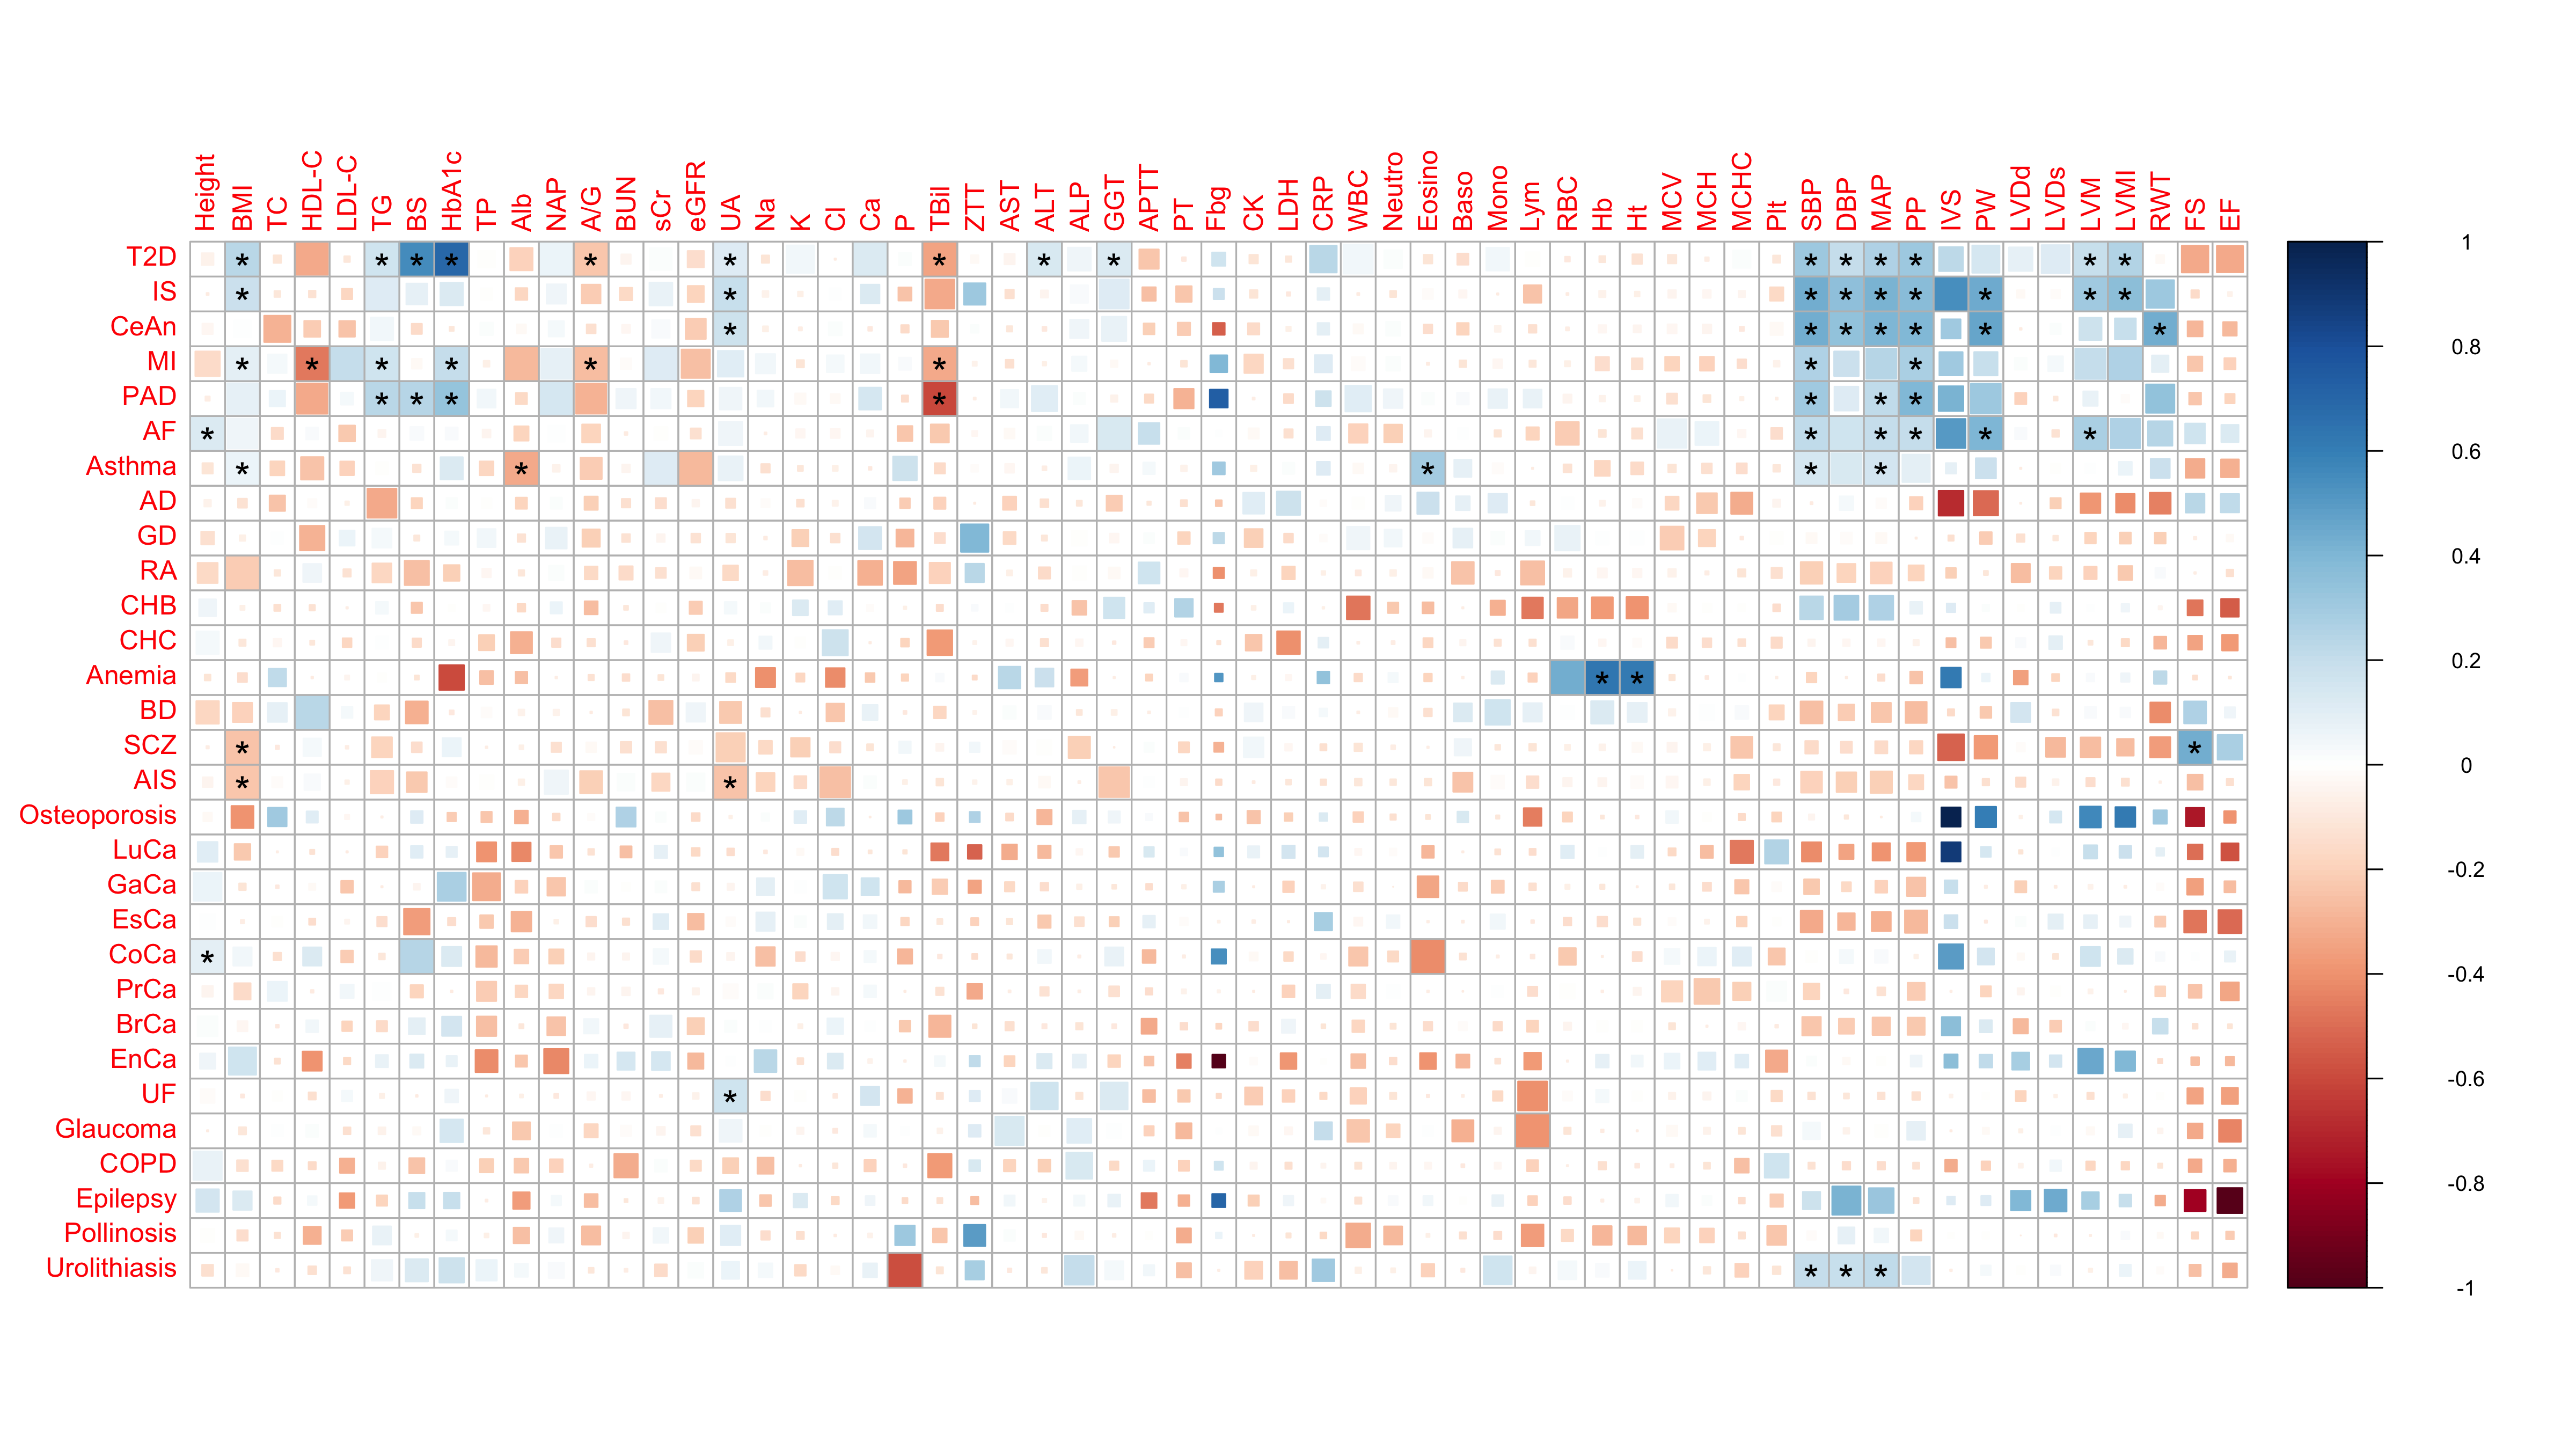 Height BMI TC HDL-C LDL-C TG BS HbA1c TP Alb NAP A/G BUN sCr eGFR UA Na K Cl Ca P TBil ZTT AST ALT ALP GGT APTT PT Fbg CK LDH CRP WBC Neutro Eosino Baso Mono Lym RBC Hb Ht MCV MCH MCHC Plt SBP DBP MAP PP IVS PW LVDd LVDs LVM LVMI RWT FS EF
T2D * * * * * * * * * * * * * * *
IS * * * * * * * * *
CeAn * * * * * * *
MI * * * * * * * *
PAD * * * * * * *
AF * * * * * *
Asthma * * * * *
AD
GD
RA
CHB
CHC
Anemia * *
BD
SCZ * *
AIS * *
Osteoporosis
LuCa
GaCa
EsCa
CoCa *
PrCa
BrCa
EnCa
UF *
Glaucoma
COPD
Epilepsy
Pollinosis
Urolithiasis * * *
1
0.8
0.6
0.4
0.2
0
-0.2
-0.4
-0.6
-0.8
-1